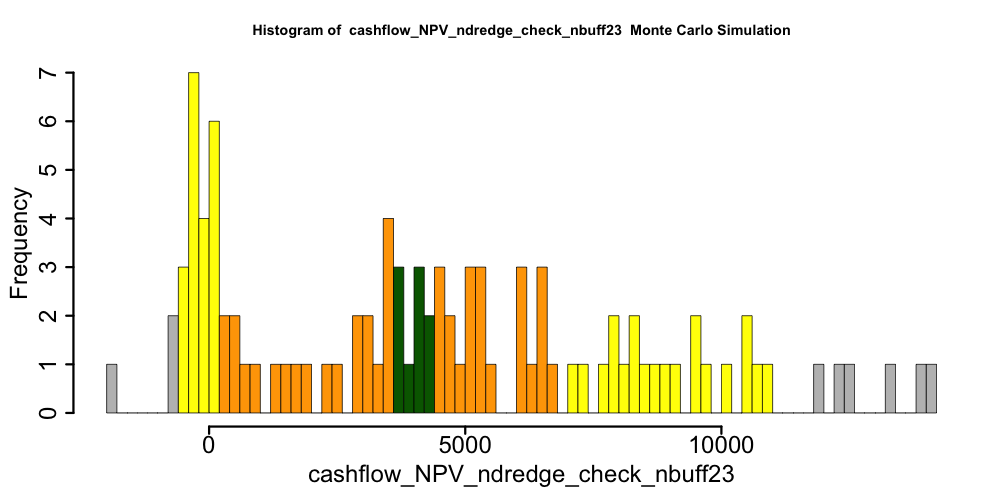 Histogram of  cashflow_NPV_ndredge_check_nbuff23  Monte Carlo Simulation
Frequency
7
6
5
4
3
2
1
0
0 5000 10000
cashflow_NPV_ndredge_check_nbuff23